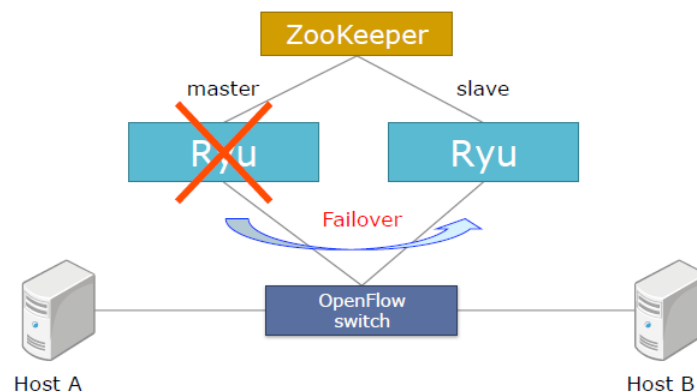 ZooKeeper
master
slave
Ryu
Ryu
Failover
OpenFlow
switch
Host A
Host B